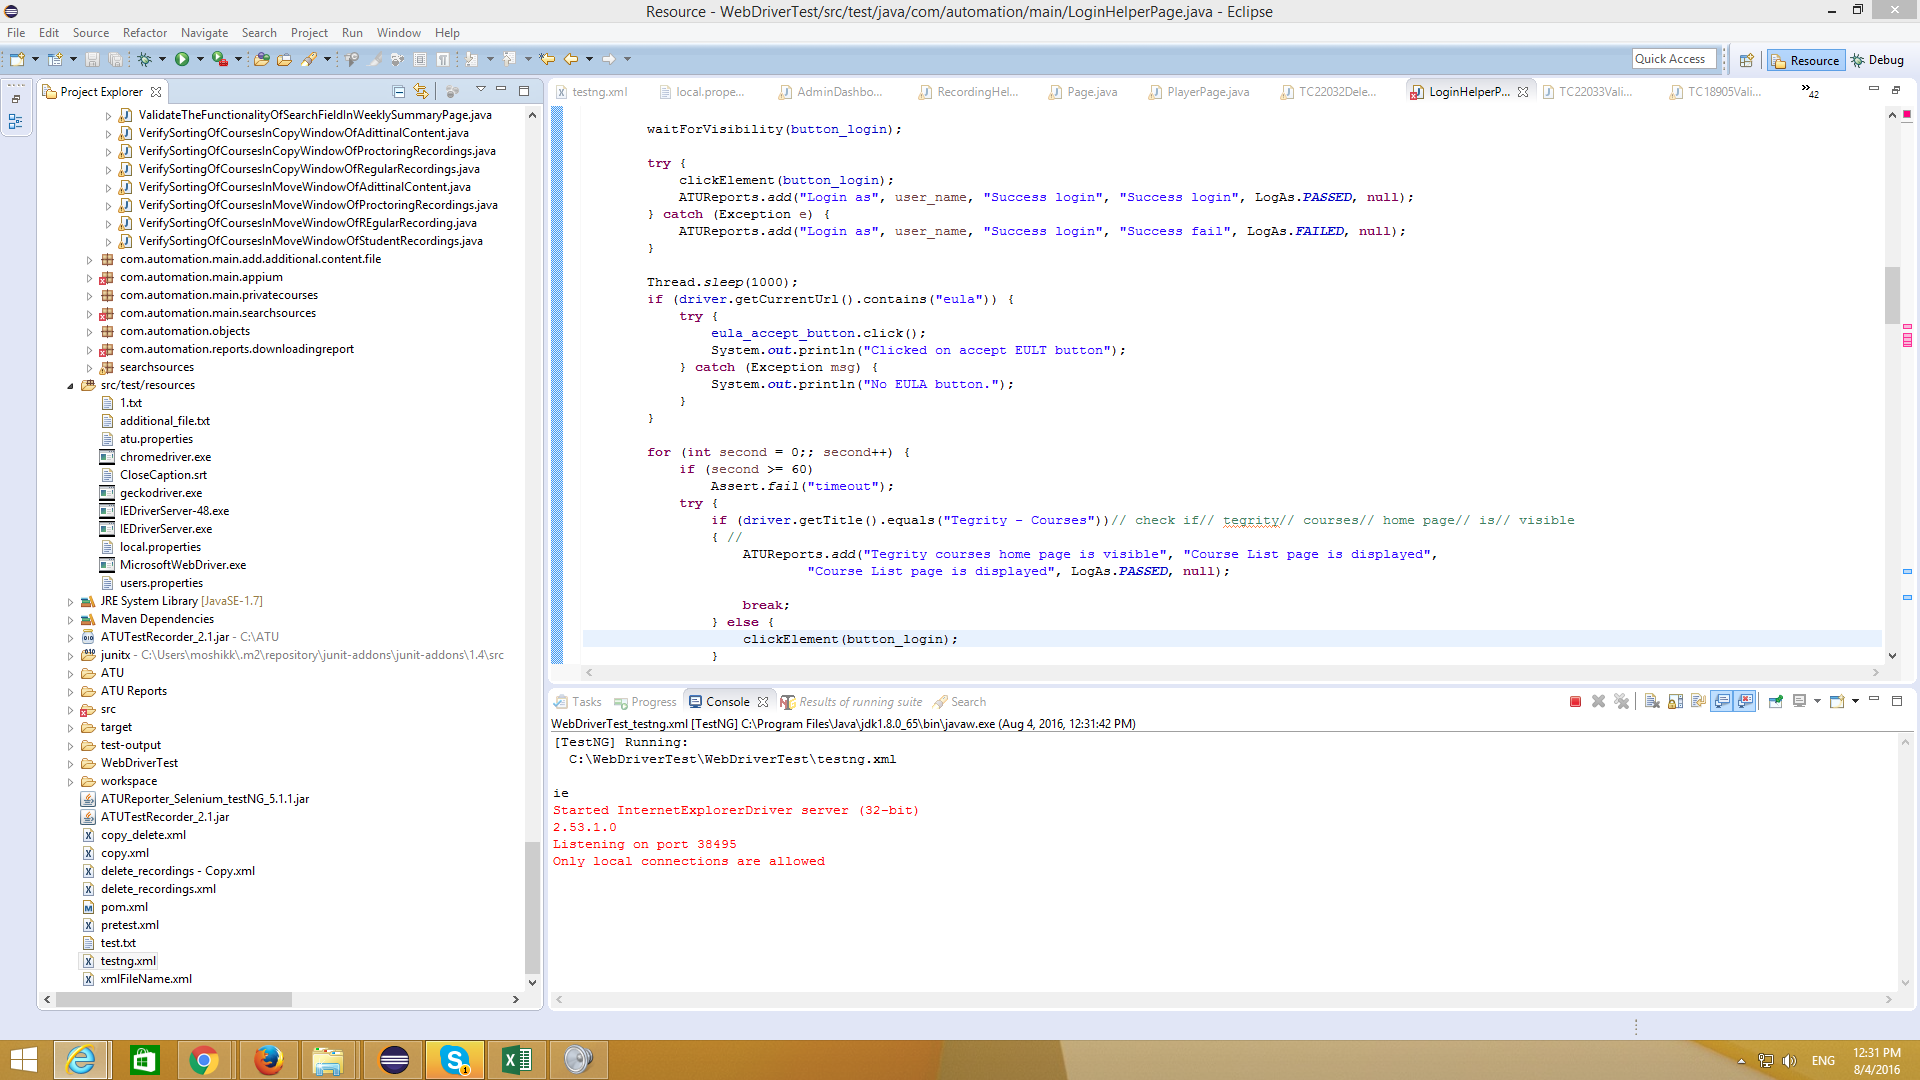 Resource - WebDriverTest/src/test/java/com/automation/main/LoginHelperPage.java - Eclipse
File Edit Source Refactor Navigate Search Project Run Window Help
Quick Access Resource Debug
Project Explorer
ValidateTheFunctionalityOfSearchFieldInWeeklySummaryPage.java
VerifySortingOfCoursesInCopyWindowOfAdittinalContent.java
VerifySortingOfCoursesInCopyWindowOfProctoringRecordings.java
VerifySortingOfCoursesInCopyWindowOfRegularRecordings.java
VerifySortingOfCoursesInMoveWindowOfAdittinalContent.java
VerifySortingOfCoursesInMoveWindowOfProctoringRecordings.java
VerifySortingOfCoursesInMoveWindowOfREgularRecording.java
VerifySortingOfCoursesInMoveWindowOfStudentRecordings.java
com.automation.main.add.additional.content.file
com.automation.main.appium
com.automation.main.privatecourses
com.automation.main.searchsources
com.automation.objects
com.automation.reports.downloadingreport
searchsources
src/test/resources
1.txt
additional_file.txt
atu.properties
chromedriver.exe
CloseCaption.srt
geckodriver.exe
IEDriverServer-48.exe
IEDriverServer.exe
local.properties
MicrosoftWebDriver.exe
users.properties
JRE System Library [JavaSE-1.7]
Maven Dependencies
ATUTestRecorder_2.1.jar - C:\ATU
junitx - C:\Users\moshikk\.m2\repository\junit-addons\junit-addons\1.4\src
ATU
ATU Reports
src
target
test-output
WebDriverTest
workspace
ATUReporter_Selenium_testNG_5.1.1.jar
ATUTestRecorder_2.1.jar
copy_delete.xml
copy.xml
delete_recordings - Copy.xml
delete_recordings.xml
pom.xml
pretest.xml
test.txt
testng.xml
xmlFileName.xml
testng.xml local.prope... AdminDashbo... RecordingHel... Page.java PlayerPage.java TC22032Dele... LoginHelperP... TC22033Vali... TC18905Vali... »42
waitForVisibility(button_login);
try {
clickElement(button_login);
ATUReports.add("Login as", user_name, "Success login", "Success login", LogAs.PASSED, null);
} catch (Exception e) {
ATUReports.add("Login as", user_name, "Success login", "Success fail", LogAs.FAILED, null);
}
Thread.sleep(1000);
if (driver.getCurrentUrl().contains("eula")) {
try {
eula_accept_button.click();
System.out.println("Clicked on accept EULT button");
} catch (Exception msg) {
System.out.println("No EULA button.");
}
}
for (int second = 0;; second++) {
if (second >= 60)
Assert.fail("timeout");
try {
if (driver.getTitle().equals("Tegrity - Courses"))// check if// tegrity// courses// home page// is// visible
{ //
ATUReports.add("Tegrity courses home page is visible", "Course List page is displayed",
"Course List page is displayed", LogAs.PASSED, null);
break;
} else {
clickElement(button_login);
}
Tasks Progress Console Results of running suite Search
WebDriverTest_testng.xml [TestNG] C:\Program Files\Java\jdk1.8.0_65\bin\javaw.exe (Aug 4, 2016, 12:31:42 PM)
[TestNG] Running:
C:\WebDriverTest\WebDriverTest\testng.xml
ie
Started InternetExplorerDriver server (32-bit)
2.53.1.0
Listening on port 38495
Only local connections are allowed
ENG
12:31 PM
8/4/2016